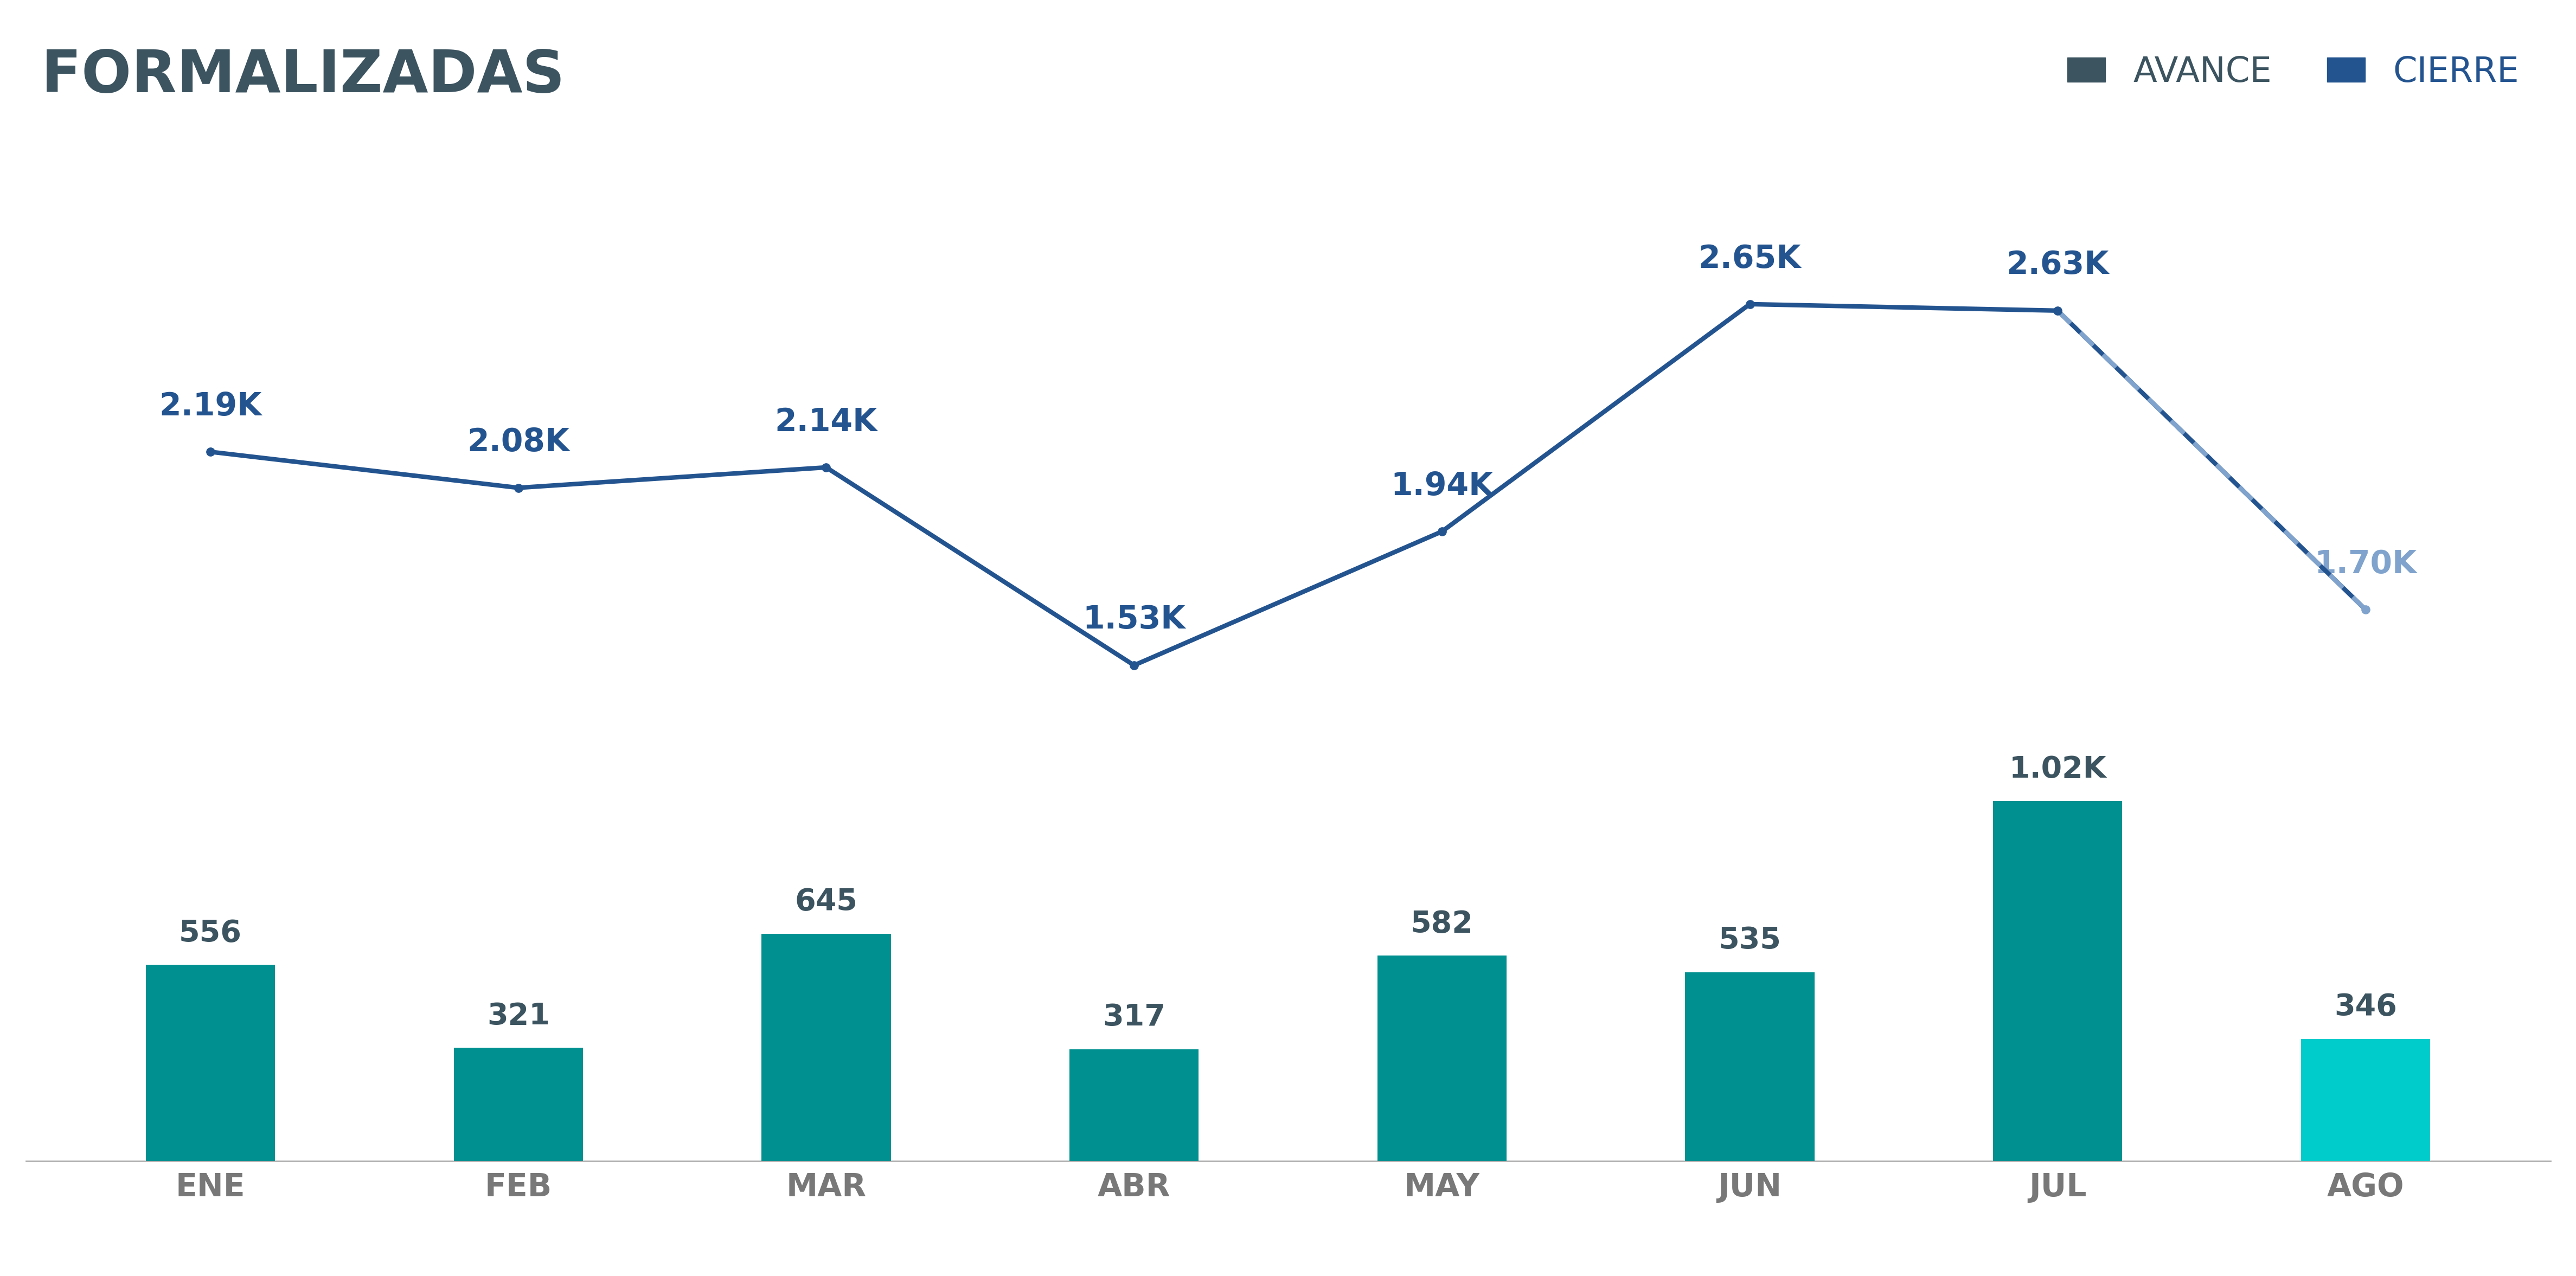 FORMALIZADAS
AVANCE CIERRE
2.65K
2.63K
2.19K
2.14K
2.08K
1.94K
1.70K
1.53K
1.02K
645
582
556
535
346
321
317
ENE FEB MAR ABR MAY JUN JUL AGO